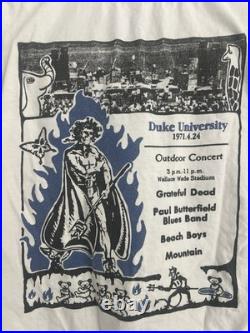 Duke University
1971.4.24
Outdoor Concert
3 p.m. - 11 p.m.
Wallace Wade Stadium
Grateful Dead
Paul Butterfield
Blues Band
Beach Boys
Mountain